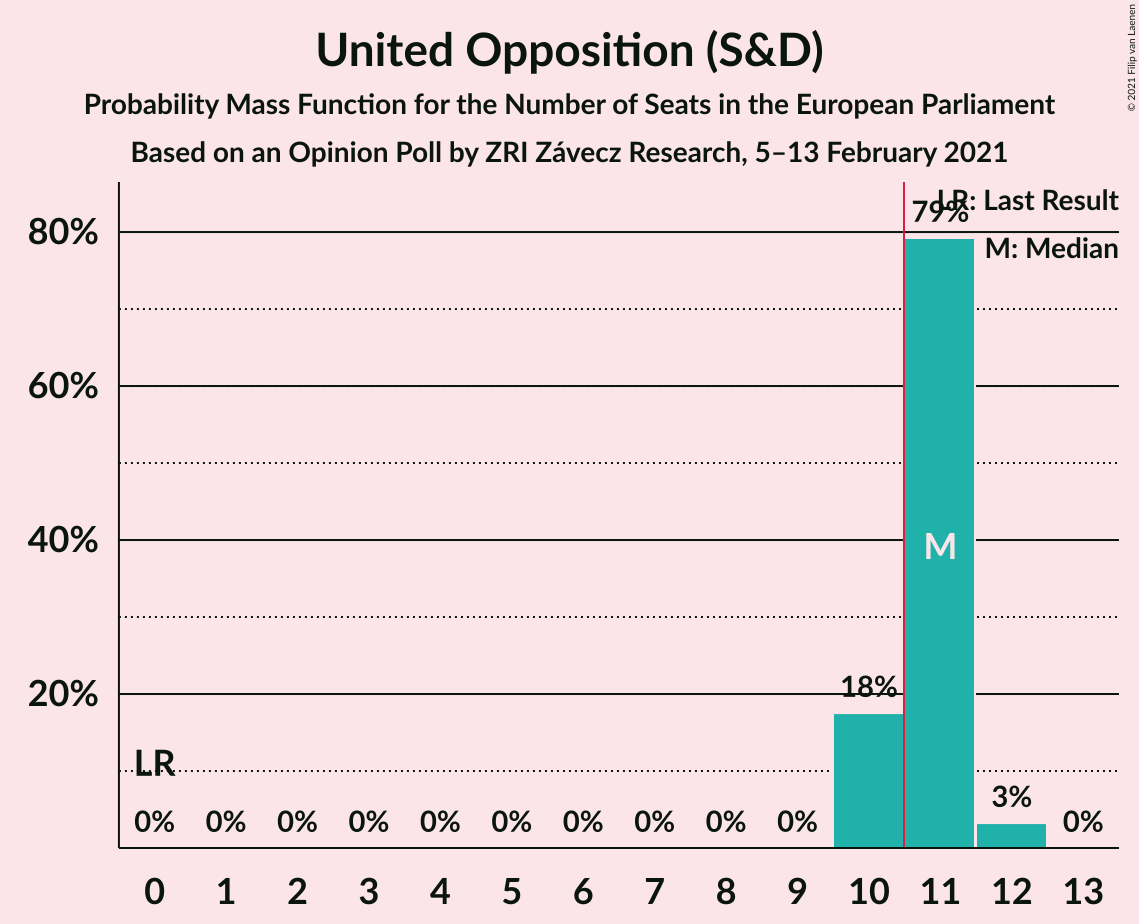 United Opposition (S&D)
Probability Mass Function for the Number of Seats in the European Parliament
Based on an Opinion Poll by ZRI Závecz Research, 5–13 February 2021
© 2021 Filip van Laenen
LR: Last Result
M: Median
80%
60%
40%
20%
79%
M
18%
LR
3%
0% 0% 0% 0% 0% 0% 0% 0% 0% 0% 0%
0 1 2 3 4 5 6 7 8 9 10 11 12 13